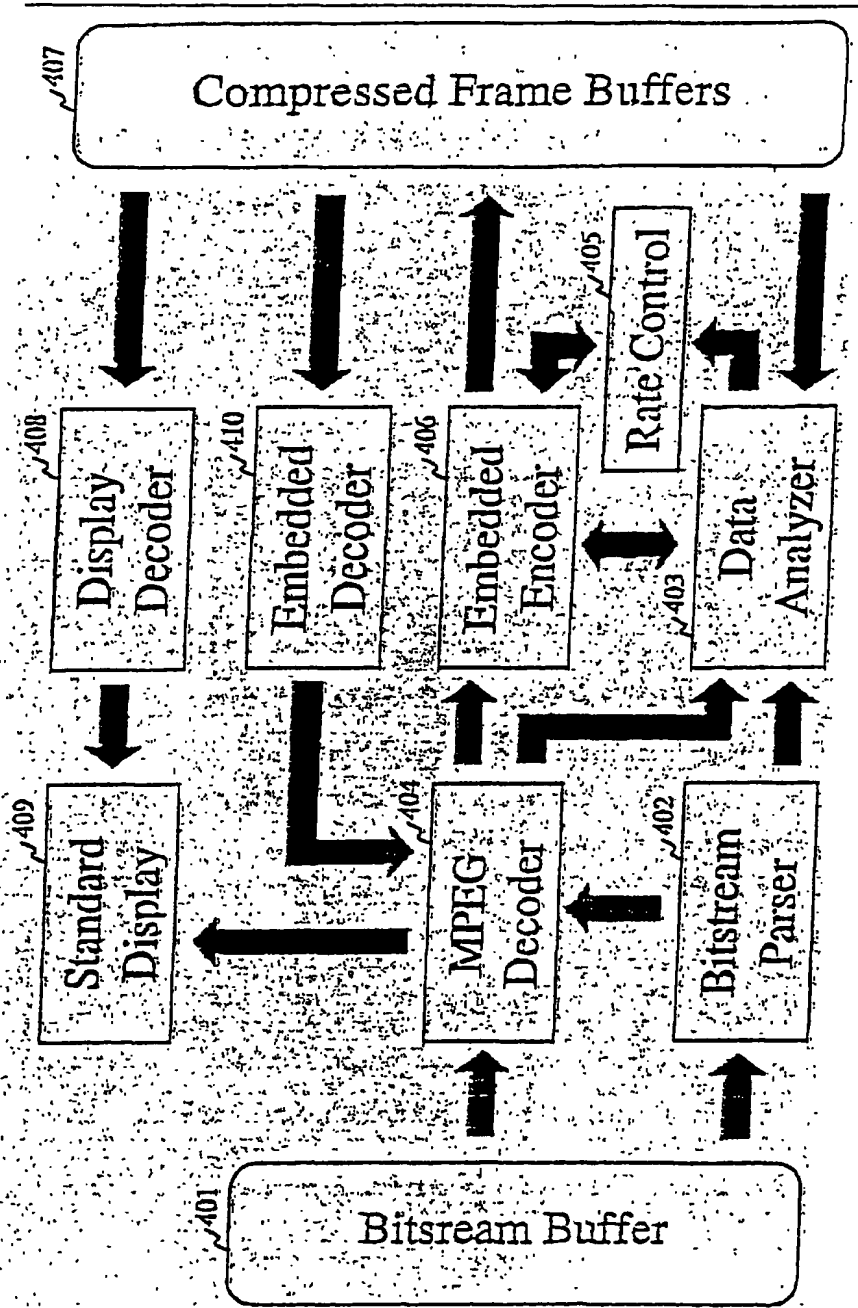 407
Compressed Frame Buffers
408
Display
Decoder
410
Embedded
Decoder
406
Embedded
Encoder
405
Rate Control
403
Data
Analyzer
409
Standard
Display
404
MPEG
Decoder
402
Bitstream
Parser
401
Bitsream Buffer